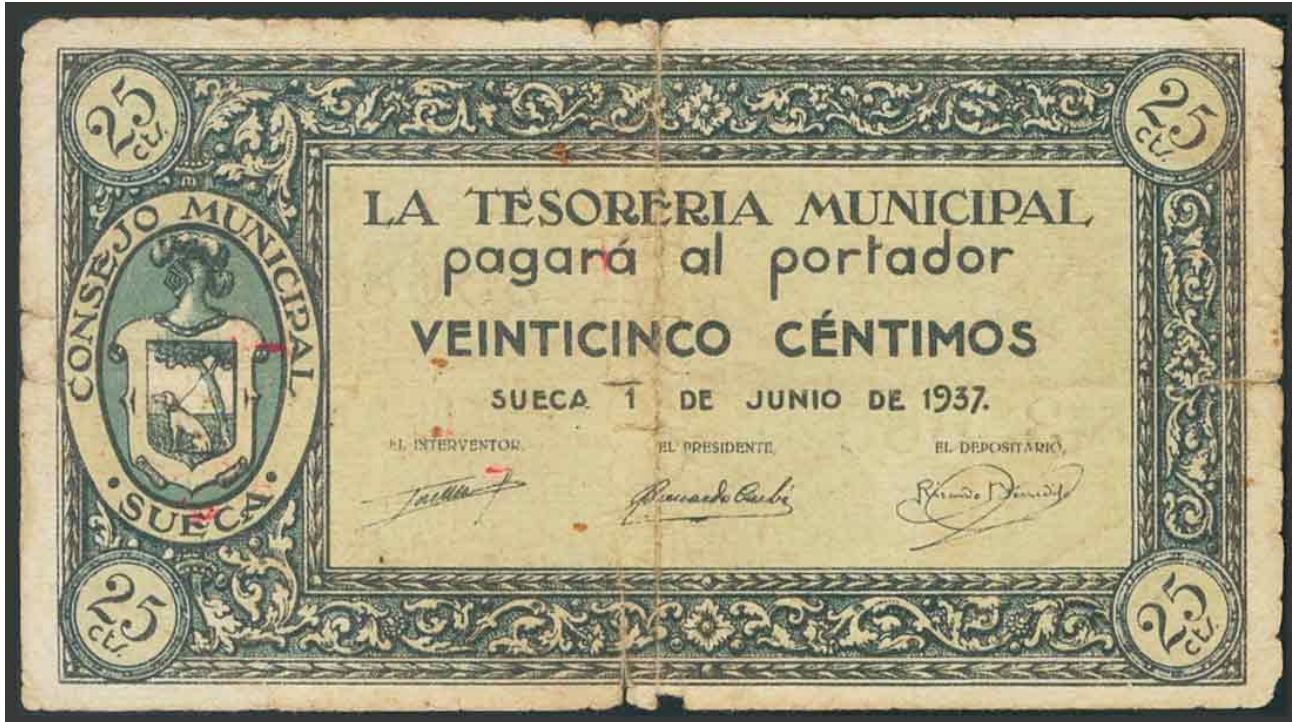 25 cts.
25 cts.
LA TESORERIA MUNICIPAL
pagará al portador
VEINTICINCO CÉNTIMOS
SUECA 1 DE JUNIO DE 1937.
EL INTERVENTOR,
EL PRESIDENTE,
EL DEPOSITARIO,
CONSEJO MUNICIPAL
• SUECA •
25 cts.
25 cts.